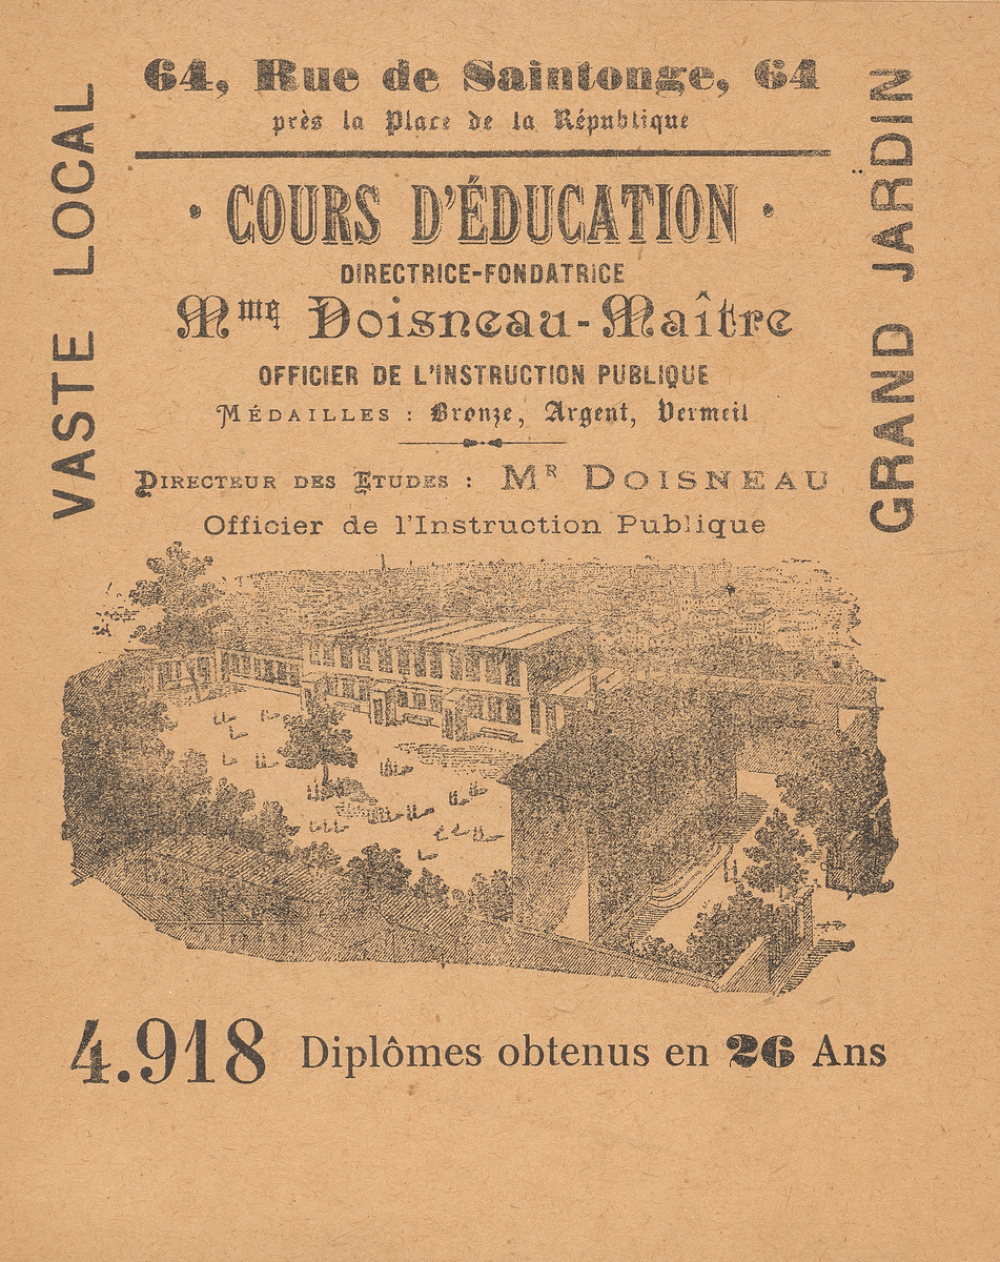 64, Rue de Saintonge, 64
près la Place de la République
VASTE LOCAL
GRAND JARDIN
COURS D'ÉDUCATION
DIRECTRICE-FONDATRICE
Mme Doisneau-Maître
OFFICIER DE L'INSTRUCTION PUBLIQUE
MÉDAILLES : Bronze, Argent, Vermeil
DIRECTEUR DES ETUDES : MR DOISNEAU
Officier de l'Instruction Publique
4.918 Diplômes obtenus en 26 Ans